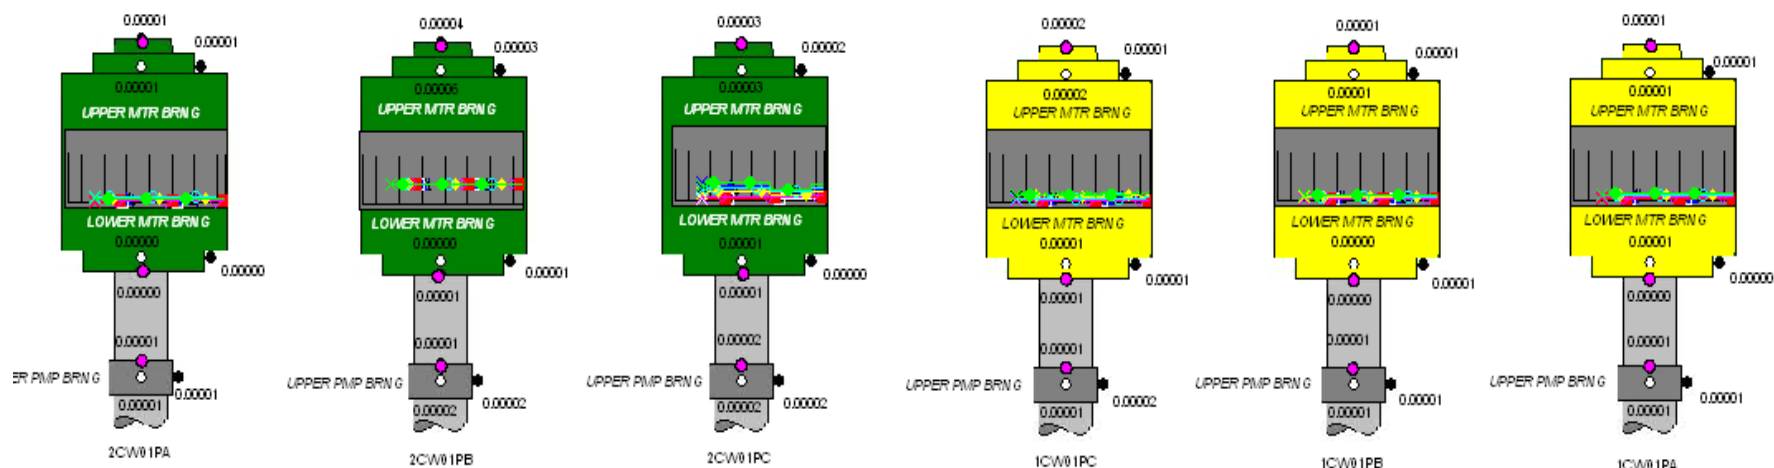 0.00001
0.00001
0.00001
UPPER MTR BRNG
LOWER MTR BRNG
0.00000
0.00000
0.00000
0.00001
ER PMP BRNG
0.00001
0.00001
2CW01PA
0.00004
0.00003
0.00006
UPPER MTR BRNG
LOWER MTR BRNG
0.00000
0.00001
0.00001
0.00001
UPPER PMP BRNG
0.00002
0.00002
2CW01PB
0.00003
0.00002
0.00003
UPPER MTR BRNG
LOWER MTR BRNG
0.00001
0.00000
0.00001
0.00002
UPPER PMP BRNG
0.00002
0.00002
2CW01PC
0.00002
0.00001
0.00002
UPPER MTR BRNG
LOWER MTR BRNG
0.00001
0.00001
0.00001
0.00001
UPPER PMP BRNG
0.00002
0.00001
1CW01PC
0.00001
0.00001
0.00001
UPPER MTR BRNG
LOWER MTR BRNG
0.00000
0.00001
0.00000
0.00001
UPPER PMP BRNG
0.00001
0.00001
1CW01PB
0.00001
0.00001
0.00001
UPPER MTR BRNG
LOWER MTR BRNG
0.00001
0.00000
0.00000
0.00001
UPPER PMP BRNG
0.00001
0.00001
1CW01PA